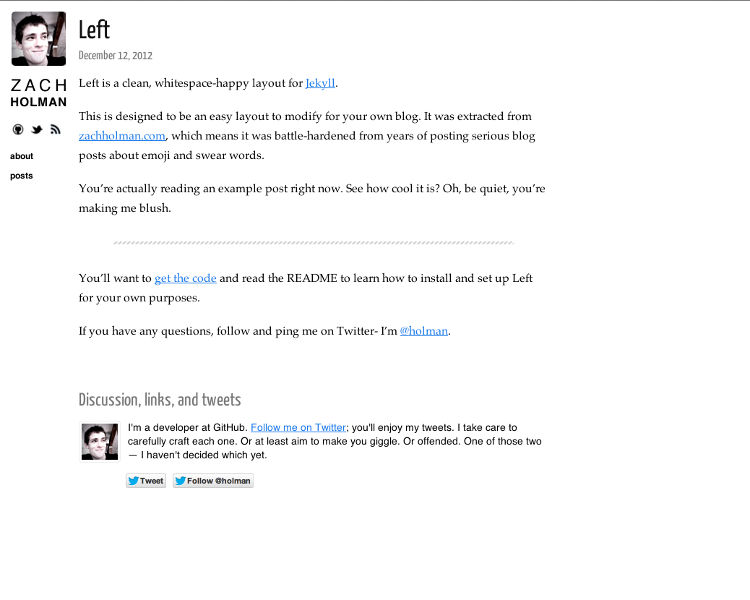 Left
December 12, 2012
ZACH
HOLMAN
about
posts
Left is a clean, whitespace-happy layout for Jekyll.
This is designed to be an easy layout to modify for your own blog. It was extracted from
zachholman.com, which means it was battle-hardened from years of posting serious blog
posts about emoji and swear words.
You’re actually reading an example post right now. See how cool it is? Oh, be quiet, you’re
making me blush.
You’ll want to get the code and read the README to learn how to install and set up Left
for your own purposes.
If you have any questions, follow and ping me on Twitter- I’m @holman.
Discussion, links, and tweets
I'm a developer at GitHub. Follow me on Twitter; you'll enjoy my tweets. I take care to
carefully craft each one. Or at least aim to make you giggle. Or offended. One of those two
— I haven't decided which yet.
Tweet
Follow @holman